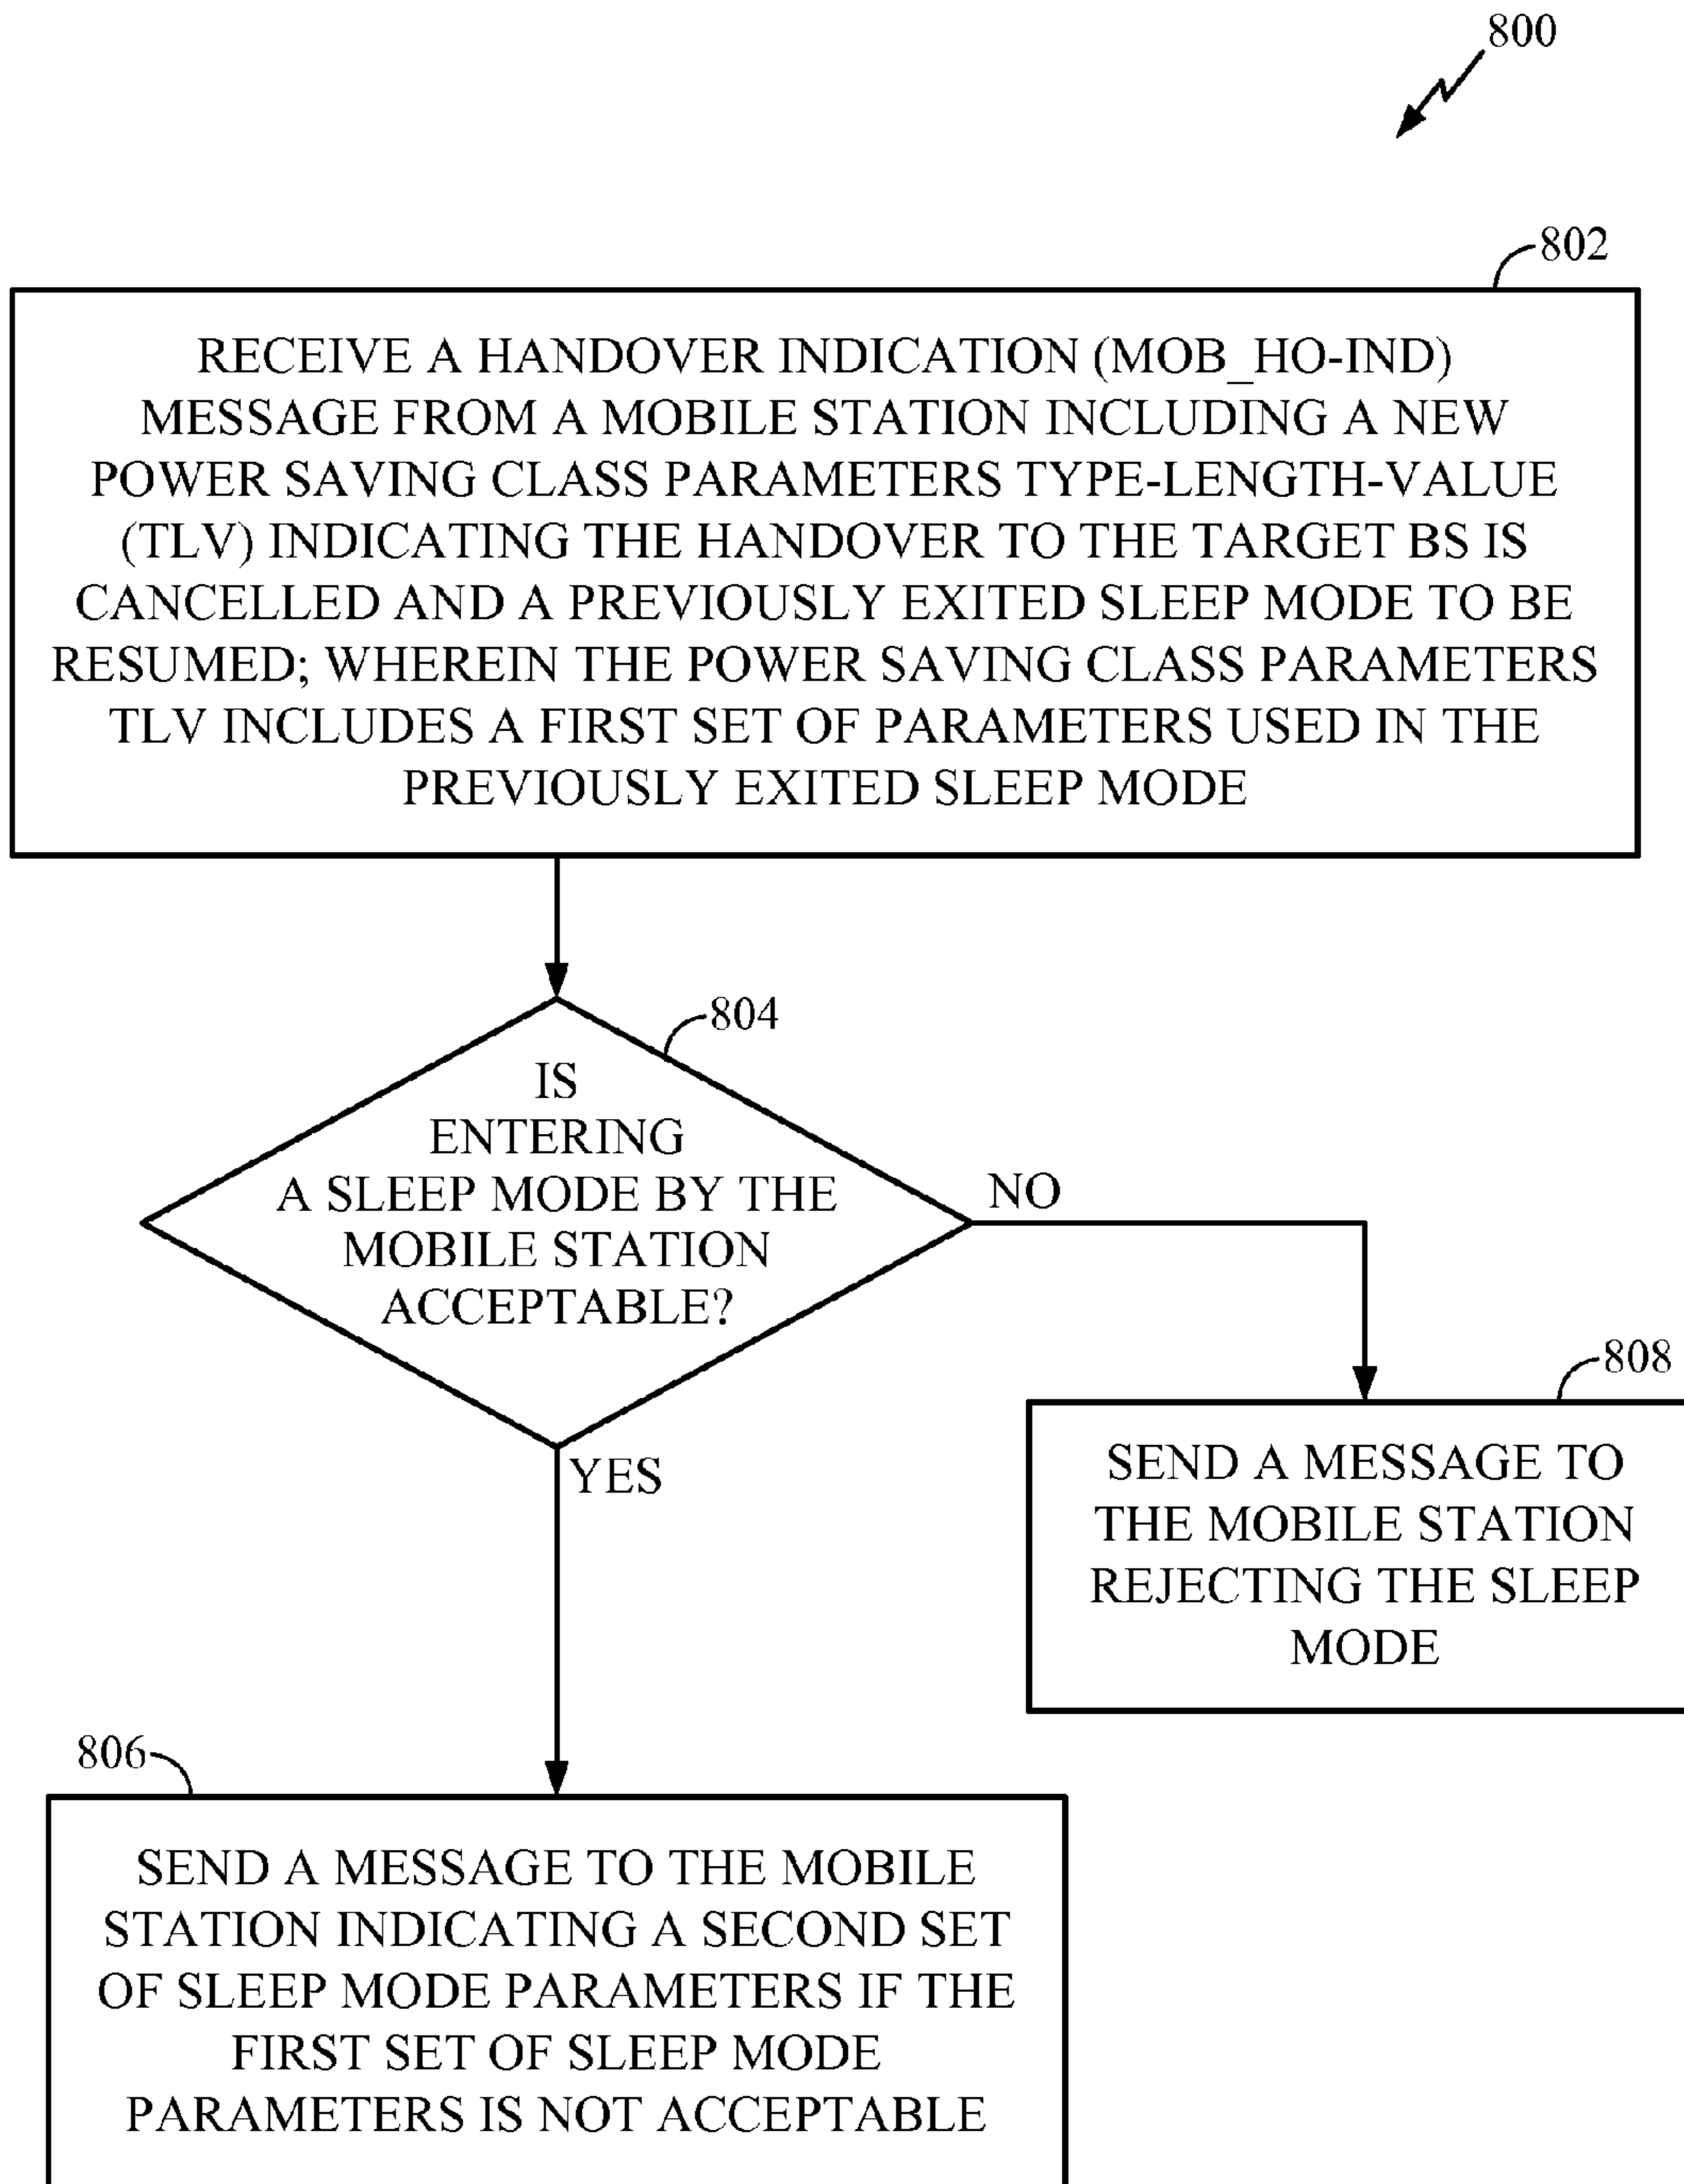 800
802
RECEIVE A HANDOVER INDICATION (MOB_HO-IND)
MESSAGE FROM A MOBILE STATION INCLUDING A NEW
POWER SAVING CLASS PARAMETERS TYPE-LENGTH-VALUE
(TLV) INDICATING THE HANDOVER TO THE TARGET BS IS
CANCELLED AND A PREVIOUSLY EXITED SLEEP MODE TO BE
RESUMED; WHEREIN THE POWER SAVING CLASS PARAMETERS
TLV INCLUDES A FIRST SET OF PARAMETERS USED IN THE
PREVIOUSLY EXITED SLEEP MODE
804
IS
ENTERING
A SLEEP MODE BY THE
MOBILE STATION
ACCEPTABLE?
NO
YES
808
SEND A MESSAGE TO
THE MOBILE STATION
REJECTING THE SLEEP
MODE
806
SEND A MESSAGE TO THE MOBILE
STATION INDICATING A SECOND SET
OF SLEEP MODE PARAMETERS IF THE
FIRST SET OF SLEEP MODE
PARAMETERS IS NOT ACCEPTABLE